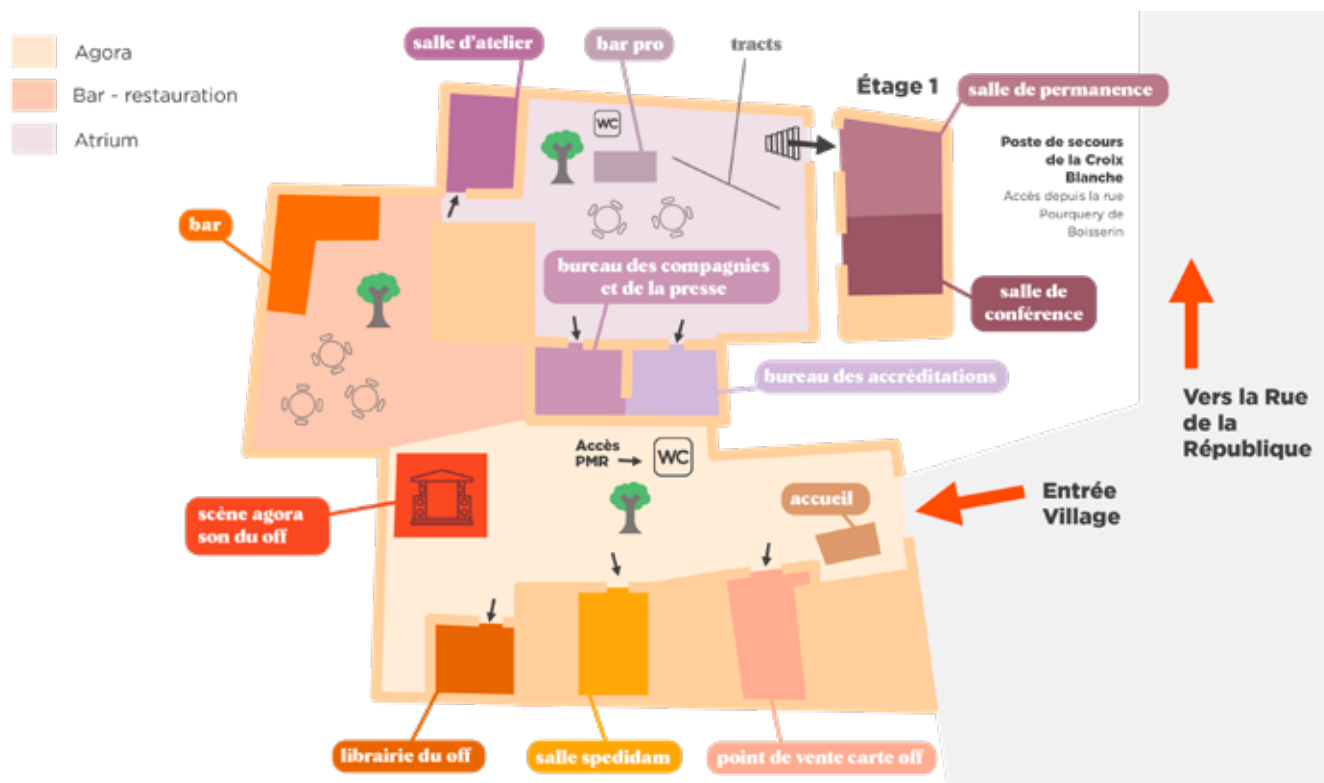 Agora
Bar - restauration
Atrium
salle d'atelier
bar pro
tracts
Étage 1
salle de permanence
WC
Poste de secours
de la Croix
Blanche
Accès depuis la rue
Pourquery de
Boisserin
bar
bureau des compagnies
et de la presse
salle de
conférence
bureau des accréditations
Vers la Rue
de la
République
Accès
PMR
WC
accueil
Entrée
Village
scène agora
son du off
librairie du off
salle spedidam
point de vente carte off